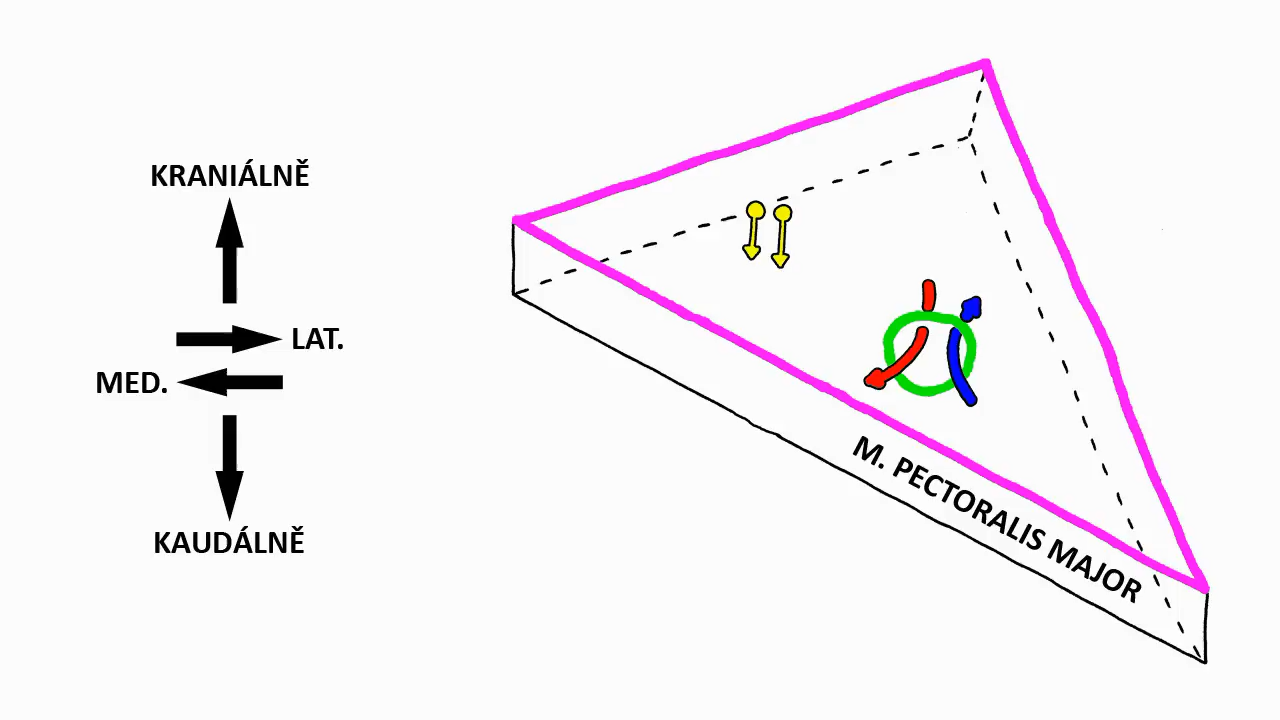 KRANIÁLNĚ
LAT.
MED.
KAUDÁLNĚ
M. PECTORALIS MAJOR